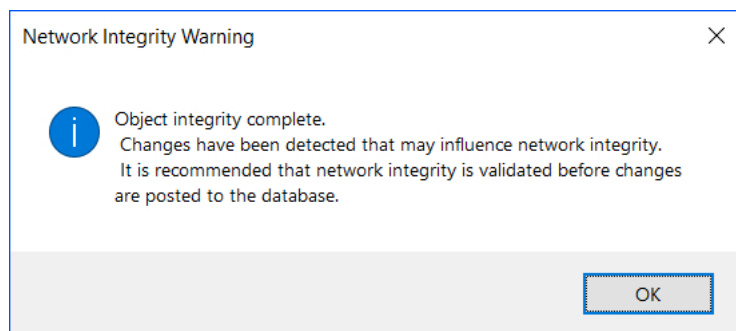 Network Integrity Warning
Object integrity complete.
Changes have been detected that may influence network integrity.
It is recommended that network integrity is validated before changes
are posted to the database.
OK